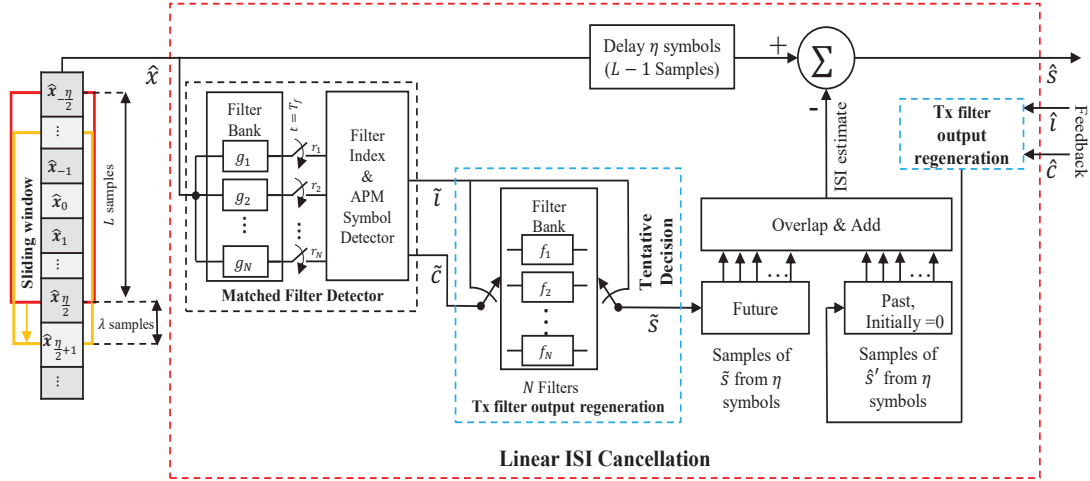 Sliding window
x̂_{-η/2}
⋮
x̂_{-1}
x̂_0
x̂_1
⋮
x̂_{η/2}
x̂_{η/2+1}
⋮
L samples
λ samples
x̂
Filter
Bank
g_1
g_2
⋮ ⋮
g_N
t = T_f
r_1
r_2
⋮
r_N
Filter
Index
&
APM
Symbol
Detector
Matched Filter Detector
ĩ
c̃
Filter
Bank
f_1
f_2
⋮
f_N
N Filters
Tx filter output regeneration
Tentative
Decision
s̃
Delay η symbols
(L − 1 Samples)
+
Σ
-
ISI estimate
ŝ
Overlap & Add
...
...
Future
Past,
Initially =0
Samples of
s̃ from η
symbols
Samples of
ŝ′ from η
symbols
Tx filter
output
regeneration
î
ĉ
Feedback
Linear ISI Cancellation